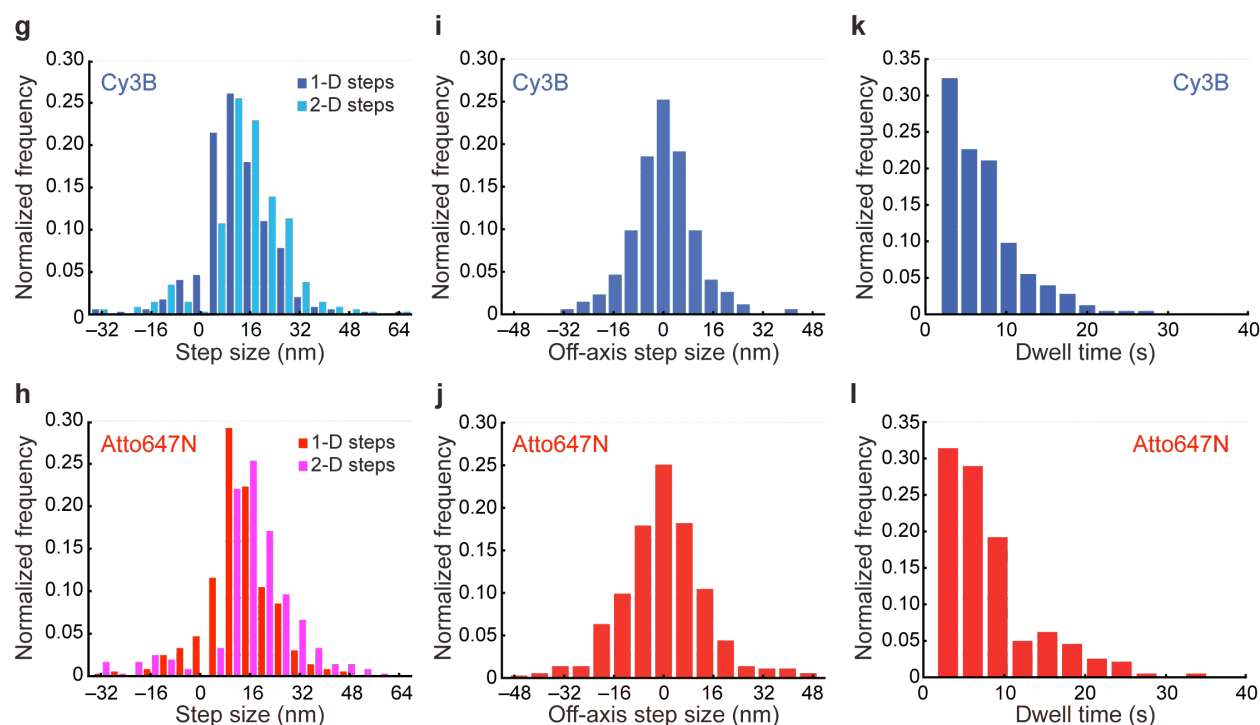 g
Cy3B
1-D steps
2-D steps
Normalized frequency
0.30
0.25
0.20
0.15
0.10
0.05
0
–32 –16 0 16 32 48 64
Step size (nm)
i
Cy3B
Normalized frequency
0.30
0.25
0.20
0.15
0.10
0.05
0
–48 –32 –16 0 16 32 48
Off-axis step size (nm)
k
Cy3B
Normalized frequency
0.35
0.30
0.25
0.20
0.15
0.10
0.05
0
0 10 20 30 40
Dwell time (s)
h
Atto647N
1-D steps
2-D steps
Normalized frequency
0.30
0.25
0.20
0.15
0.10
0.05
0
–32 –16 0 16 32 48 64
Step size (nm)
j
Atto647N
Normalized frequency
0.30
0.25
0.20
0.15
0.10
0.05
0
–48 –32 –16 0 16 32 48
Off-axis step size (nm)
l
Atto647N
Normalized frequency
0.35
0.30
0.25
0.20
0.15
0.10
0.05
0
0 10 20 30 40
Dwell time (s)